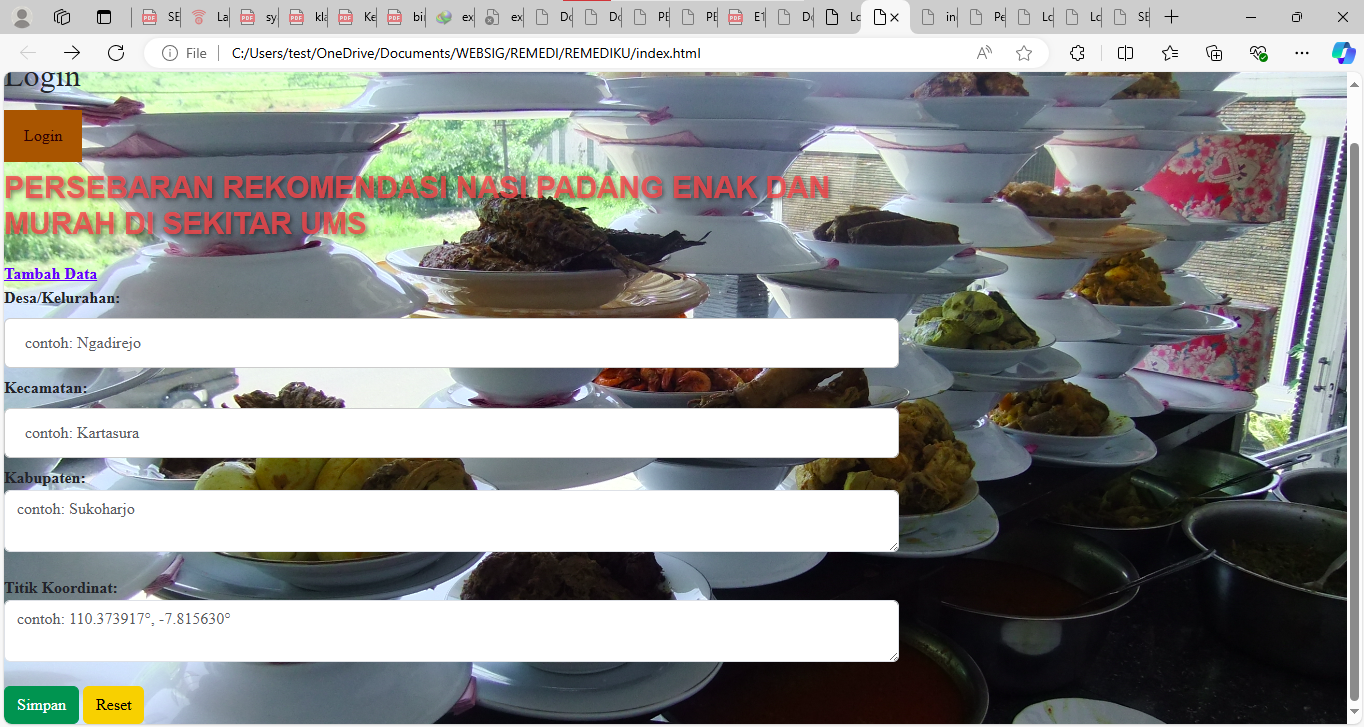 SE
La
sy
kla
Ke
bi
ex
ex
Do
Do
PE
PE
E1
Do
Lo
in
Pe
Lo
Lo
SE
File
C:/Users/test/OneDrive/Documents/WEBSIG/REMEDI/REMEDIKU/index.html
Login
Login
PERSEBARAN REKOMENDASI NASI PADANG ENAK DAN
MURAH DI SEKITAR UMS
Tambah Data
Desa/Kelurahan:
contoh: Ngadirejo
Kecamatan:
contoh: Kartasura
Kabupaten:
contoh: Sukoharjo
Titik Koordinat:
contoh: 110.373917°, -7.815630°
Simpan Reset